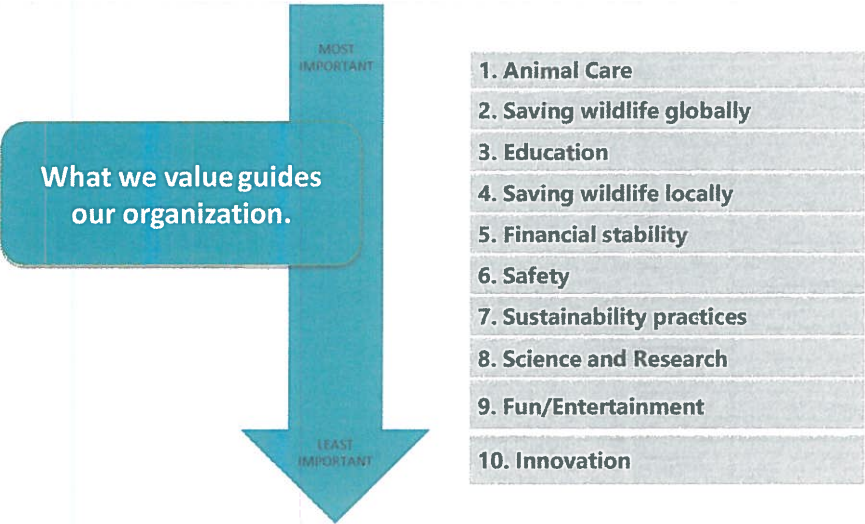 MOST
IMPORTANT
What we value guides
our organization.
1. Animal Care
2. Saving wildlife globally
3. Education
4. Saving wildlife locally
5. Financial stability
6. Safety
7. Sustainability practices
8. Science and Research
9. Fun/Entertainment
10. Innovation
LEAST
IMPORTANT